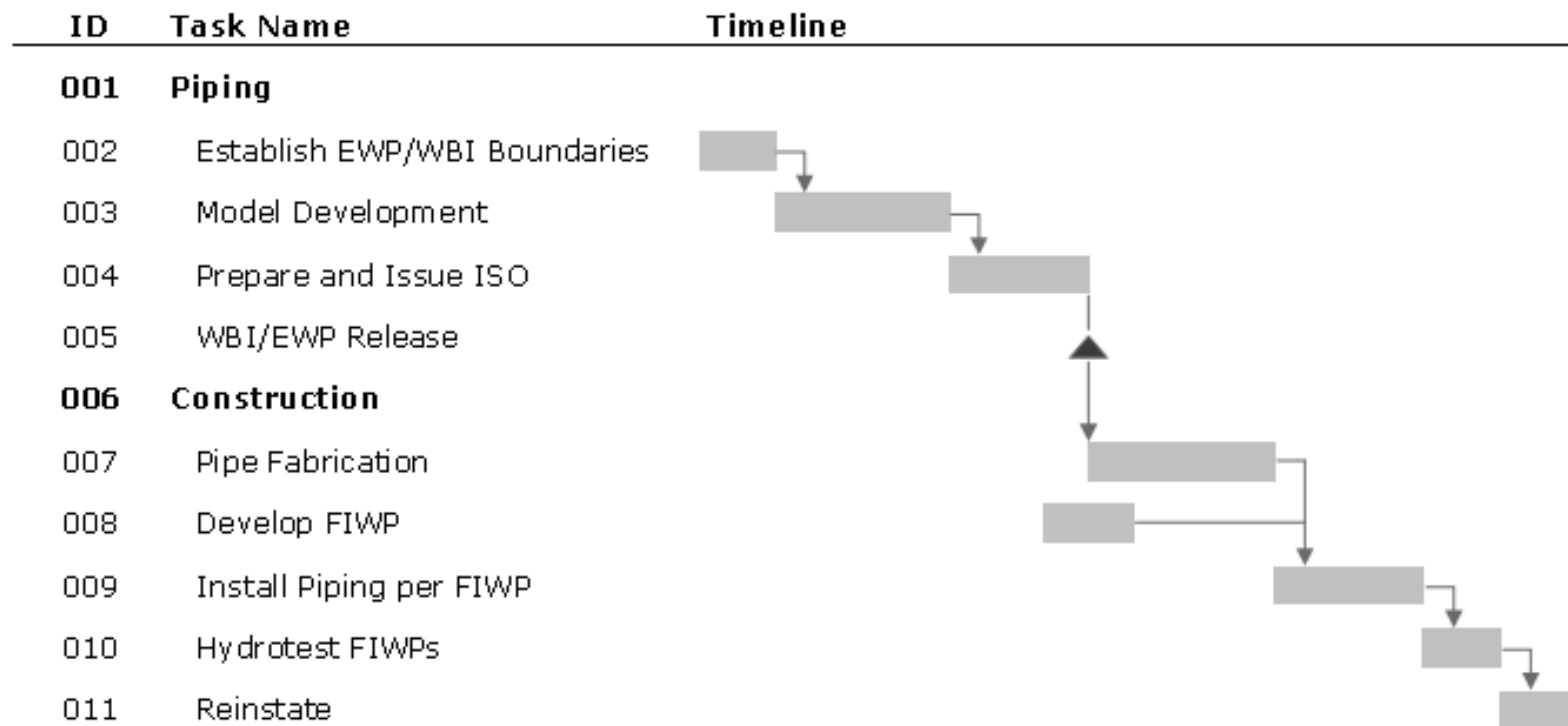 ID Task Name Timeline
001 Piping
002 Establish EWP/WBI Boundaries
003 Model Development
004 Prepare and Issue ISO
005 WBI/EWP Release
006 Construction
007 Pipe Fabrication
008 Develop FIWP
009 Install Piping per FIWP
010 Hydrotest FIWPs
011 Reinstate